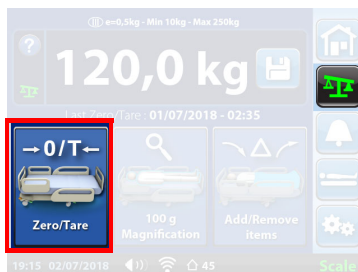 e=0,5kg - Min 10kg - Max 250kg
?
120,0 kg
Last Zero/Tare : 01/07/2018 - 02:35
→0/T←
Zero/Tare
100 g
Magnification
Add/Remove
items
19:15 02/07/2018 45 Scale